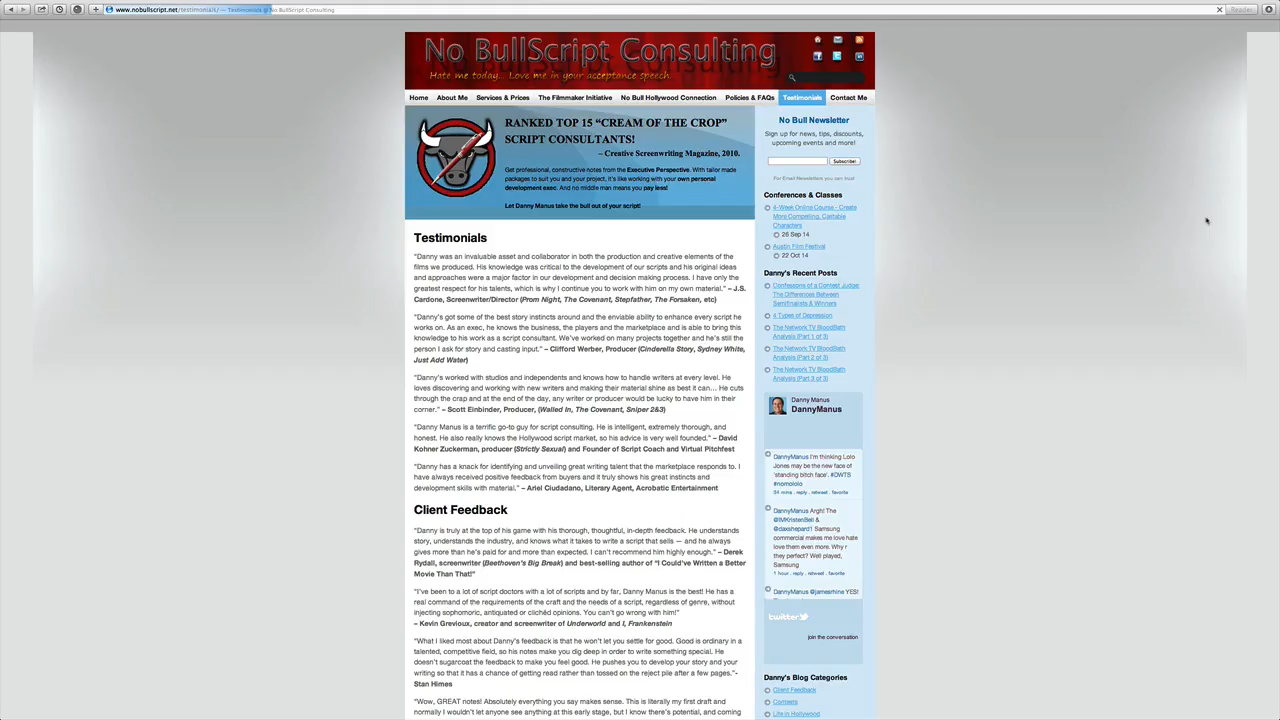 www.nobullscript.net/testimonials/ — Testimonials @ No BullScript Consulting
Reader
No BullScript Consulting
Hate me today... Love me in your acceptance speech.
Home About Me Services & Prices The Filmmaker Initiative No Bull Hollywood Connection Policies & FAQs Testimonials Contact Me
RANKED TOP 15 “CREAM OF THE CROP”
SCRIPT CONSULTANTS!
– Creative Screenwriting Magazine, 2010.
Get professional, constructive notes from the Executive Perspective. With tailor made
packages to suit you and your project, it's like working with your own personal
development exec. And no middle man means you pay less!
Let Danny Manus take the bull out of your script!
Testimonials
“Danny was an invaluable asset and collaborator in both the production and creative elements of the
films we produced. His knowledge was critical to the development of our scripts and his original ideas
and approaches were a major factor in our development and decision making process. I have only the
greatest respect for his talents, which is why I continue you to work with him on my own material.” – J.S.
Cardone, Screenwriter/Director (Prom Night, The Covenant, Stepfather, The Forsaken, etc)
“Danny’s got some of the best story instincts around and the enviable ability to enhance every script he
works on. As an exec, he knows the business, the players and the marketplace and is able to bring this
knowledge to his work as a script consultant. We’ve worked on many projects together and he’s still the
person I ask for story and casting input.” – Clifford Werber, Producer (Cinderella Story, Sydney White,
Just Add Water)
“Danny’s worked with studios and independents and knows how to handle writers at every level. He
loves discovering and working with new writers and making their material shine as best it can… He cuts
through the crap and at the end of the day, any writer or producer would be lucky to have him in their
corner.” – Scott Einbinder, Producer, (Walled In, The Covenant, Sniper 2&3)
“Danny Manus is a terrific go-to guy for script consulting. He is intelligent, extremely thorough, and
honest. He also really knows the Hollywood script market, so his advice is very well founded.” – David
Kohner Zuckerman, producer (Strictly Sexual) and Founder of Script Coach and Virtual Pitchfest
“Danny has a knack for identifying and unveiling great writing talent that the marketplace responds to. I
have always received positive feedback from buyers and it truly shows his great instincts and
development skills with material.” – Ariel Ciudadano, Literary Agent, Acrobatic Entertainment
Client Feedback
“Danny is truly at the top of his game with his thorough, thoughtful, in-depth feedback. He understands
story, understands the industry, and knows what it takes to write a script that sells — and he always
gives more than he’s paid for and more than expected. I can’t recommend him highly enough.” – Derek
Rydall, screenwriter (Beethoven’s Big Break) and best-selling author of “I Could’ve Written a Better
Movie Than That!”
“I’ve been to a lot of script doctors with a lot of scripts and by far, Danny Manus is the best! He has a
real command of the requirements of the craft and the needs of a script, regardless of genre, without
injecting sophomoric, antiquated or clichéd opinions. You can’t go wrong with him!”
– Kevin Grevioux, creator and screenwriter of Underworld and I, Frankenstein
“What I liked most about Danny’s feedback is that he won’t let you settle for good. Good is ordinary in a
talented, competitive field, so his notes make you dig deep in order to write something special. He
doesn’t sugarcoat the feedback to make you feel good. He pushes you to develop your story and your
writing so that it has a chance of getting read rather than tossed on the reject pile after a few pages.”-
Stan Himes
“Wow, GREAT notes! Absolutely everything you say makes sense. This is literally my first draft and
normally I wouldn’t let anyone see anything at this early stage, but I know there’s potential, and coming
No Bull Newsletter
Sign up for news, tips, discounts,
upcoming events and more!
Subscribe!
For Email Newsletters you can trust
Conferences & Classes
4-Week Online Course - Create
More Compelling, Castable
Characters
26 Sep 14
Austin Film Festival
22 Oct 14
Danny's Recent Posts
Confessions of a Contest Judge:
The Differences Between
Semifinalists & Winners
4 Types of Depression
The Network TV BloodBath
Analysis (Part 1 of 3)
The Network TV BloodBath
Analysis (Part 2 of 3)
The Network TV BloodBath
Analysis (Part 3 of 3)
Danny Manus
DannyManus
DannyManus I'm thinking Lolo
Jones may be the new face of
'standing bitch face'. #DWTS
#nomololo
54 mins . reply . retweet . favorite
DannyManus Argh! The
@IMKristenBell &
@daxshepard1 Samsung
commercial makes me love hate
love them even more. Why r
they perfect? Well played,
Samsung
1 hour . reply . retweet . favorite
DannyManus @jamesrhine YES!
twitter
join the conversation
Danny's Blog Categories
Client Feedback
Contests
Life in Hollywood